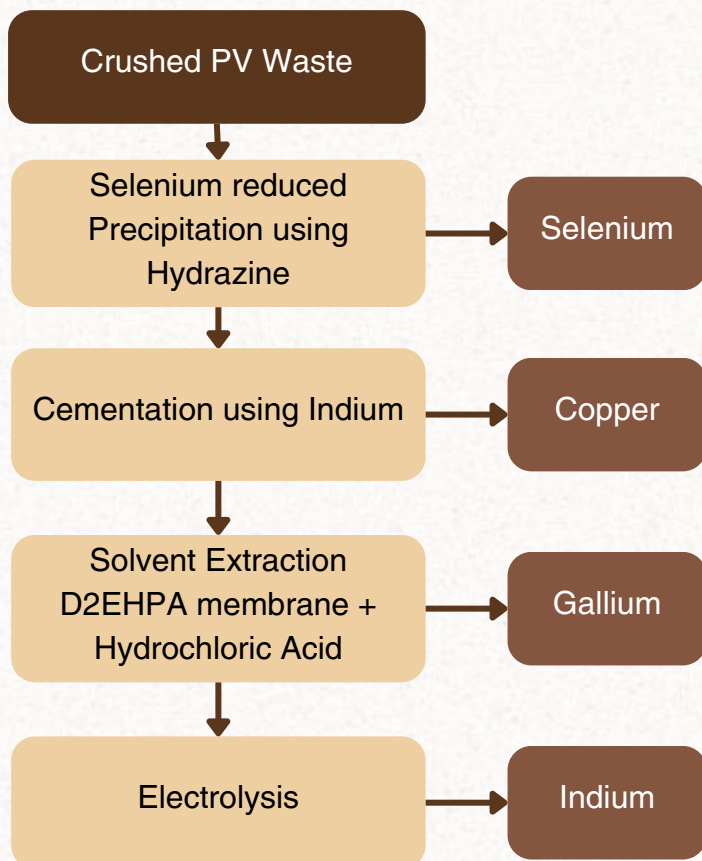 Crushed PV Waste
Selenium reduced
Precipitation using
Hydrazine
Selenium
Cementation using Indium
Copper
Solvent Extraction
D2EHPA membrane +
Hydrochloric Acid
Gallium
Electrolysis
Indium